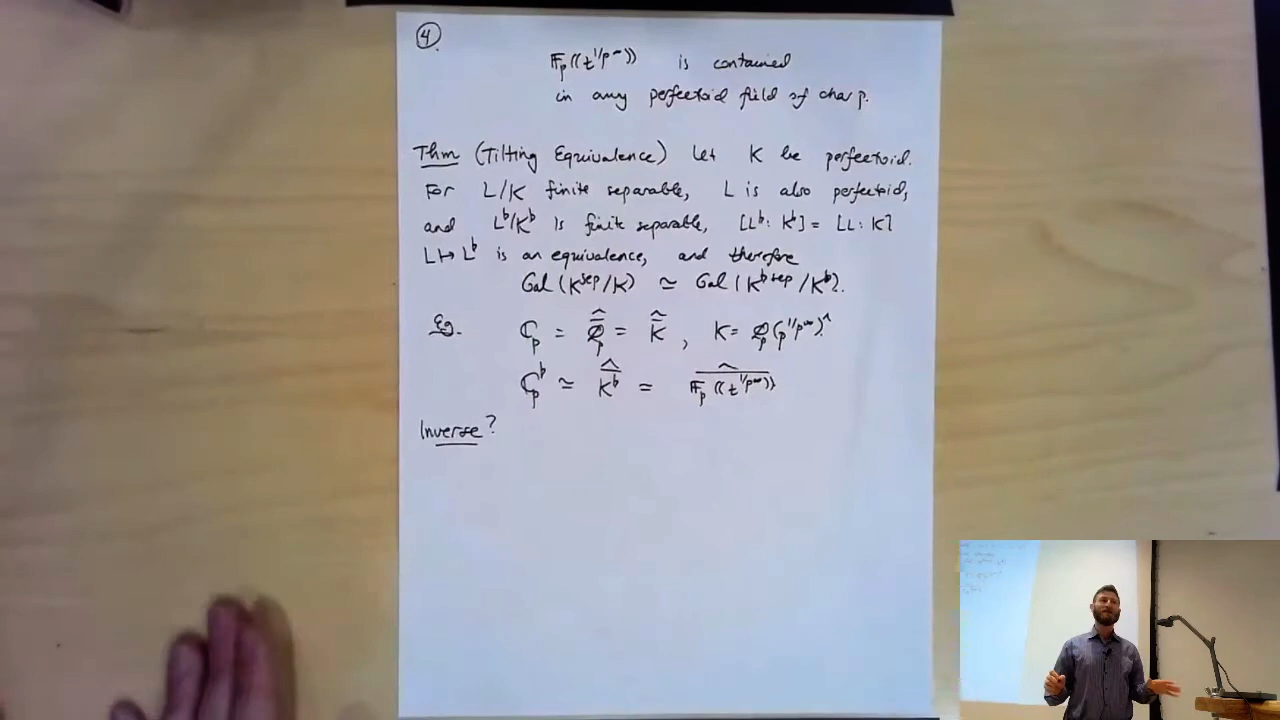 ④
𝔽_p((t^{1/p^∞})) is contained
in any perfectoid field of char p.
Thm (Tilting Equivalence) Let K be perfectoid.
For L/K finite separable, L is also perfectoid,
and L^♭/K^♭ is finite separable, [L^♭: K^♭] = [L: K]
L ↦ L^♭ is an equivalence, and therefore
Gal(K^{sep}/K) ≃ Gal(K^{♭sep}/K^♭).
Eg. ℂ_p = \hat{\bar{ℚ}}_p = \hat{\bar{K}}, K = ℚ_p(p^{1/p^∞})^∧.
ℂ_p^♭ ≃ \hat{\overline{K^♭}} = \hat{\overline{𝔽_p((t^{1/p^∞}))}}
Inverse?